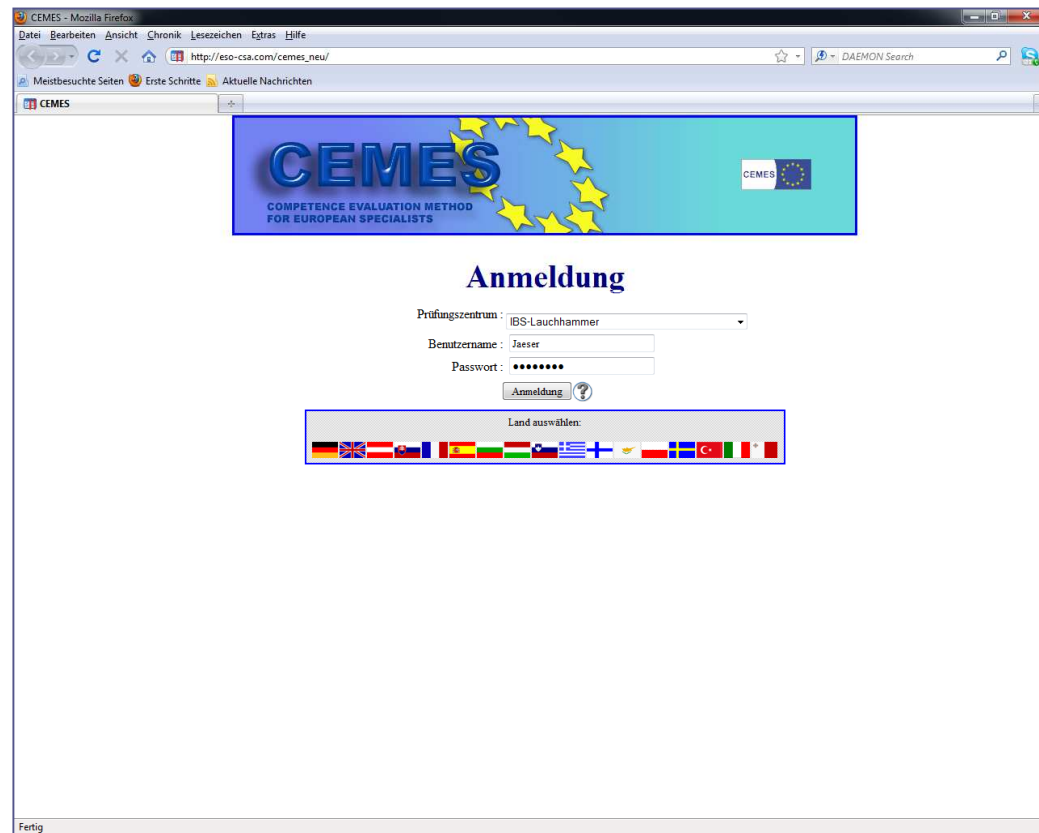 CEMES - Mozilla Firefox
Datei Bearbeiten Ansicht Chronik Lesezeichen Extras Hilfe
http://eso-csa.com/cemes_neu/ DAEMON Search
Meistbesuchte Seiten Erste Schritte Aktuelle Nachrichten
CEMES
CEMES
COMPETENCE EVALUATION METHOD
FOR EUROPEAN SPECIALISTS
CEMES
Anmeldung
Prüfungszentrum : IBS-Lauchhammer
Benutzername : Jaeser
Passwort : ••••••••
Anmeldung ?
Land auswählen:
Fertig